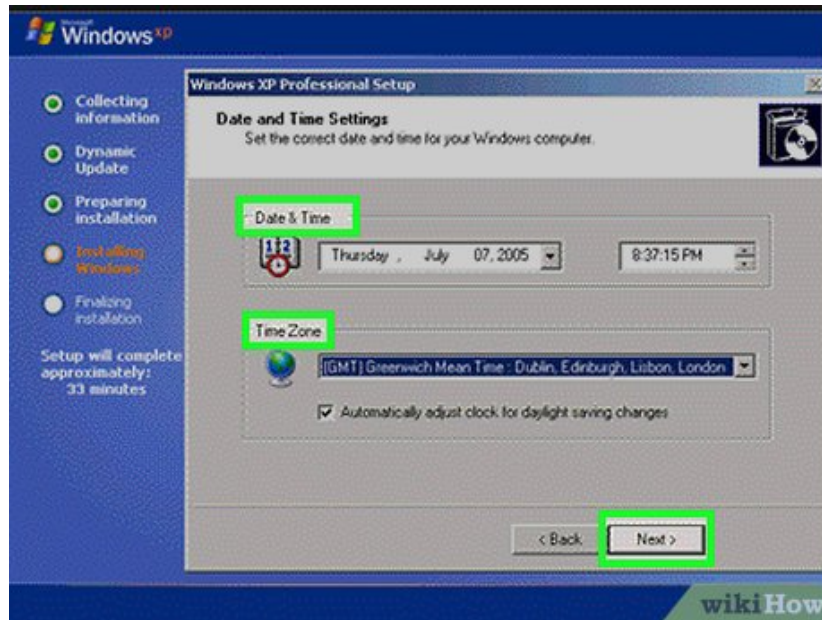 Microsoft
Windows xp
Collecting
information
Dynamic
Update
Preparing
installation
Installing
Windows
Finalizing
installation
Setup will complete
approximately:
33 minutes
Windows XP Professional Setup
Date and Time Settings
Set the correct date and time for your Windows computer.
Date & Time
Thursday , July 07, 2005
8:37:15 PM
Time Zone
(GMT) Greenwich Mean Time : Dublin, Edinburgh, Lisbon, London
Automatically adjust clock for daylight saving changes
< Back
Next >
wikiHow